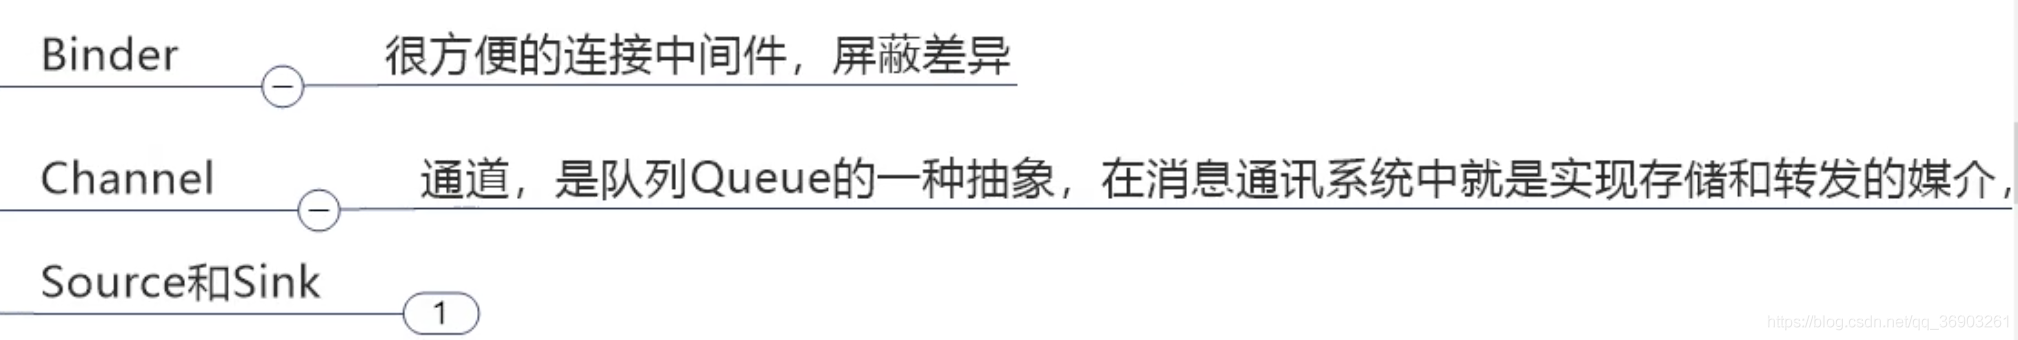 Binder 很方便的连接中间件，屏蔽差异
Channel 通道，是队列Queue的一种抽象，在消息通讯系统中就是实现存储和转发的媒介，
Source和Sink 1
https://blog.csdn.net/qq_36903261